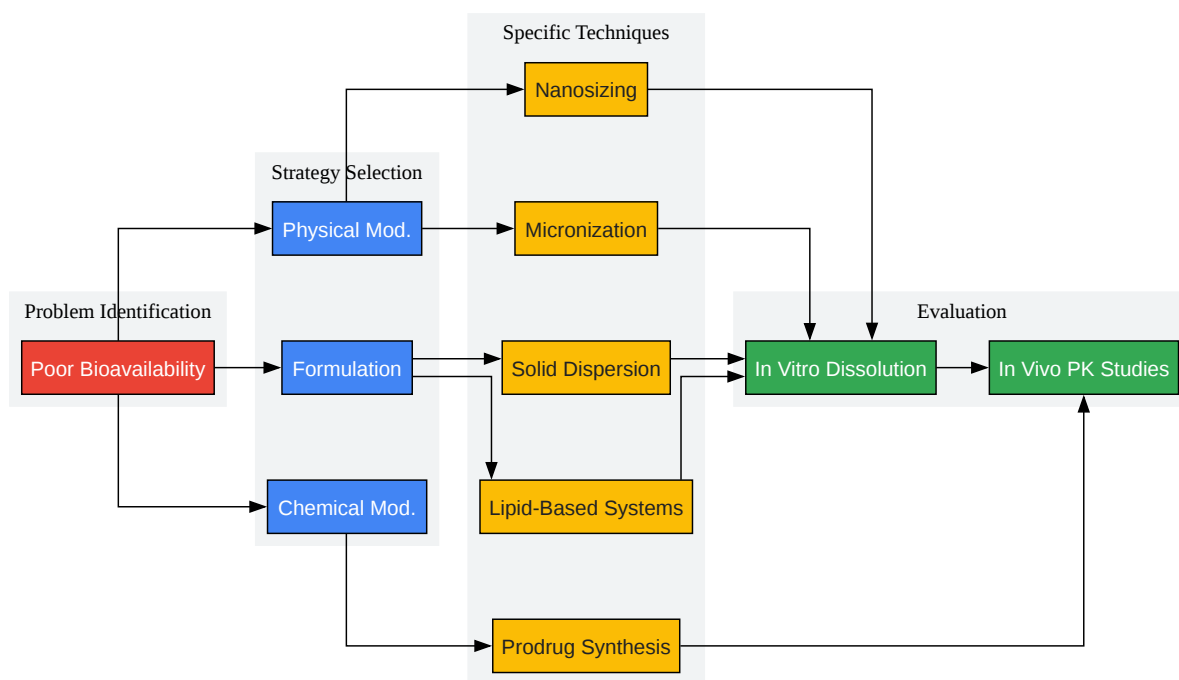 Specific Techniques
Nanosizing
Strategy Selection
Physical Mod.
Micronization
Problem Identification
Evaluation
Poor Bioavailability
Formulation
Solid Dispersion
In Vitro Dissolution
In Vivo PK Studies
Chemical Mod.
Lipid-Based Systems
Prodrug Synthesis